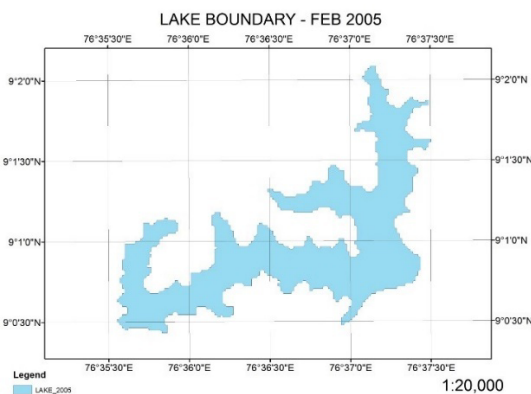 LAKE BOUNDARY - FEB 2005
76°35'30"E 76°36'0"E 76°36'30"E 76°37'0"E 76°37'30"E
9°2'0"N 9°2'0"N
9°1'30"N 9°1'30"N
9°1'0"N 9°1'0"N
9°0'30"N 9°0'30"N
76°35'30"E 76°36'0"E 76°36'30"E 76°37'0"E 76°37'30"E
Legend
LAKE_2005
1:20,000